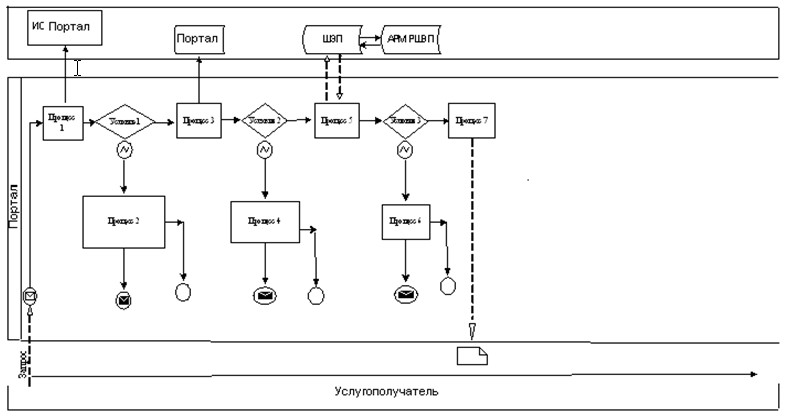 ИС Портал
Портал
ШЭП
АРМ РШЭП
Процесс
1
Условие 1
Процесс 3
Условие 2
Процесс 5
Условие 3
Процесс 7
Процесс 2
Процесс 4
Процесс 6
Портал
Запрос
Услугополучатель